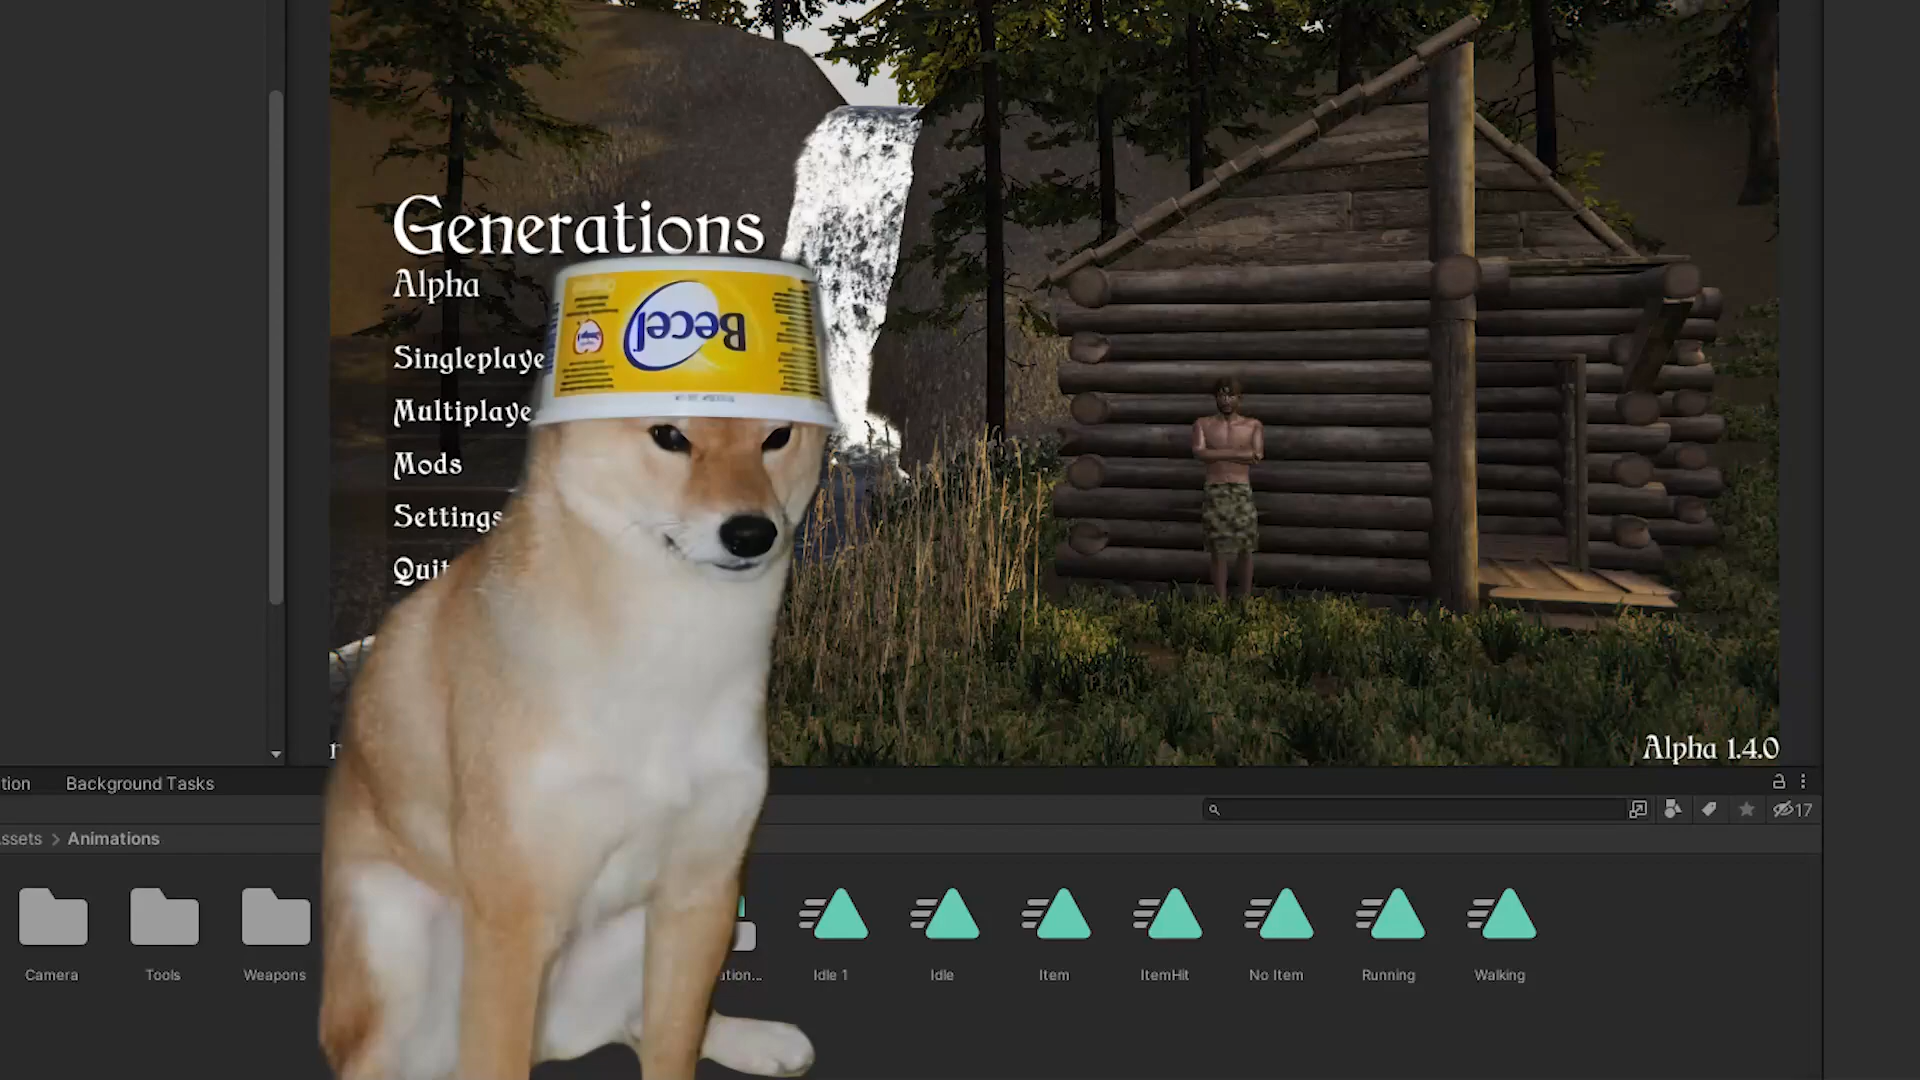 Generations
Alpha
Becel
Singleplaye
Multiplaye
Mods
Settings
Quit
Alpha 1.4.0
tion Background Tasks
17
ssets > Animations
Camera Tools Weapons ation... Idle 1 Idle Item ItemHit No Item Running Walking